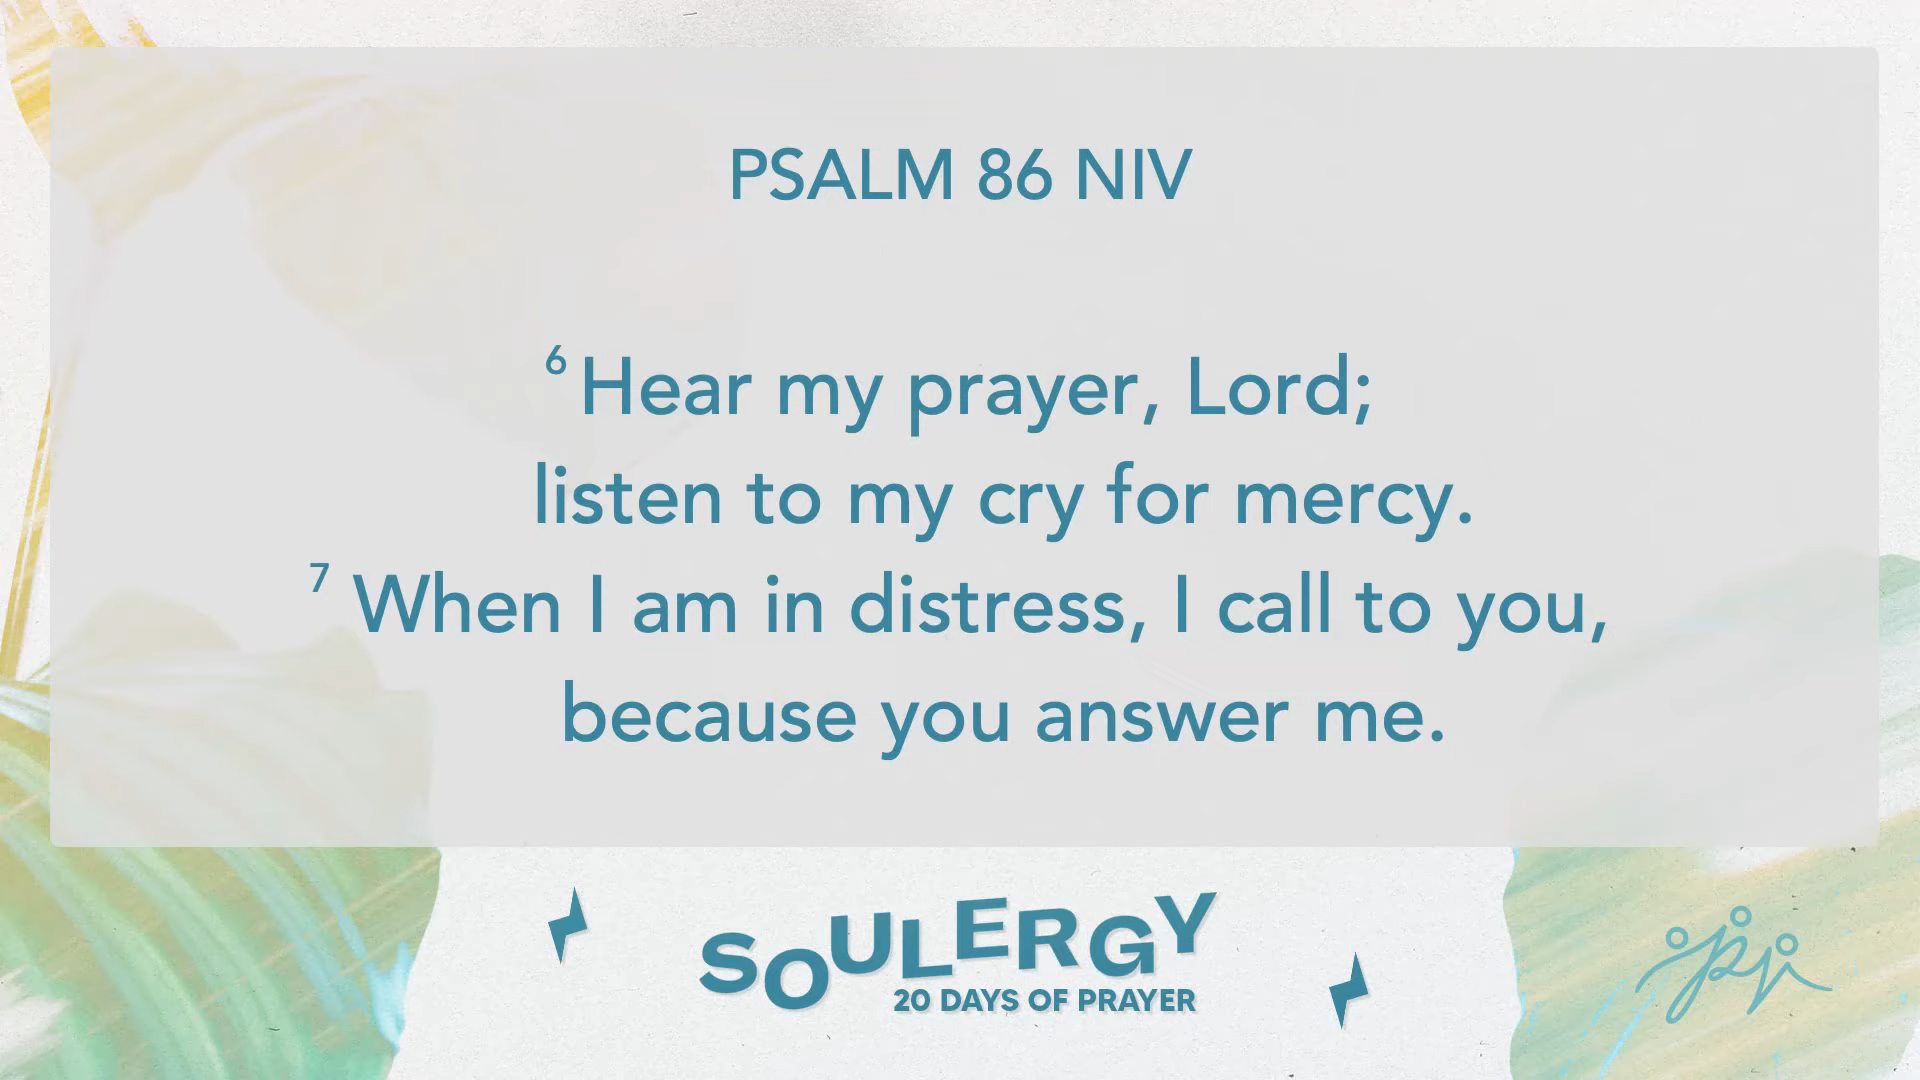 PSALM 86 NIV
⁶ Hear my prayer, Lord;
listen to my cry for mercy.
⁷ When I am in distress, I call to you,
because you answer me.
SOULERGY
20 DAYS OF PRAYER